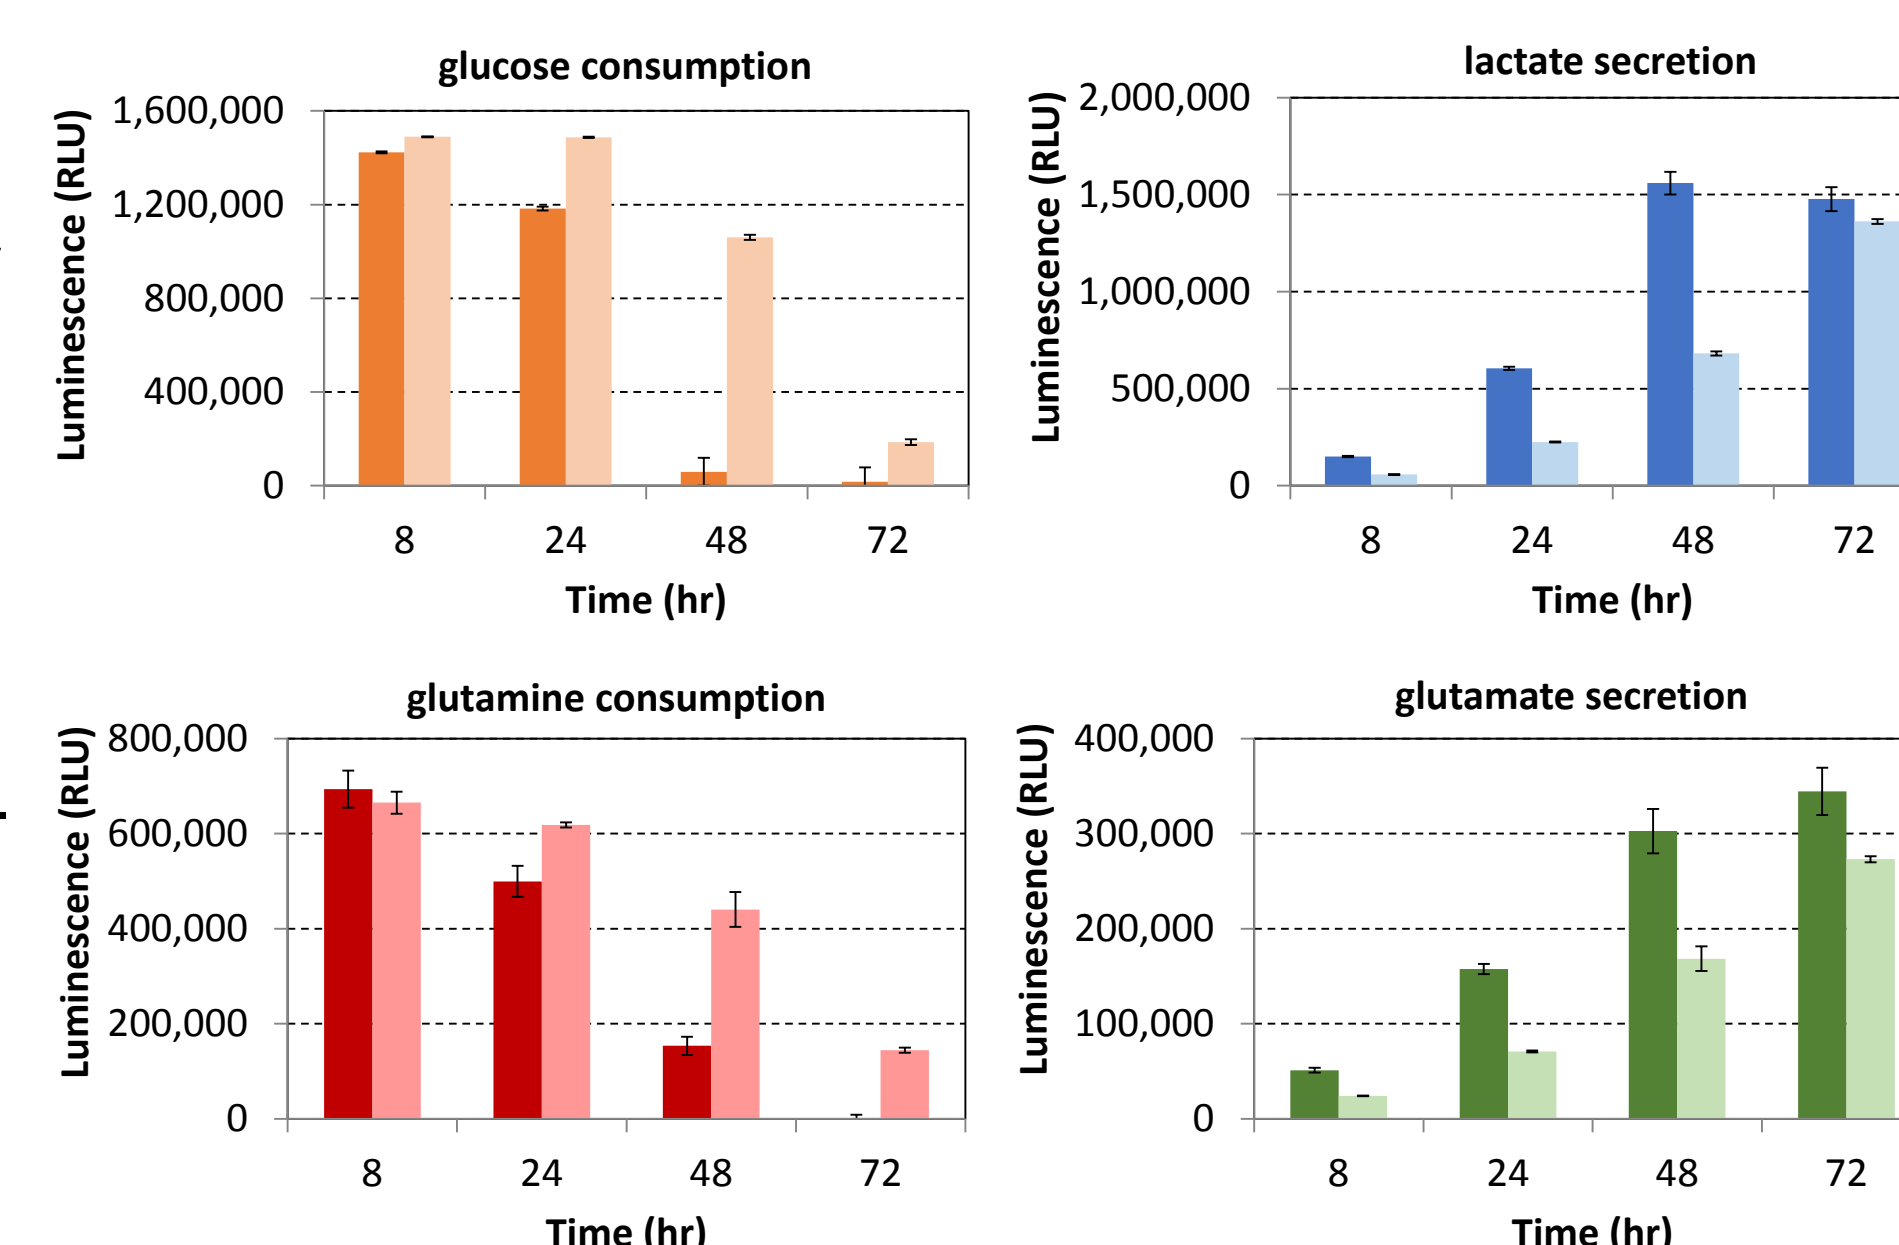 glucose consumption
Luminescence (RLU)
1,600,000
1,200,000
800,000
400,000
0
8 24 48 72
Time (hr)
lactate secretion
Luminescence (RLU)
2,000,000
1,500,000
1,000,000
500,000
0
8 24 48 72
Time (hr)
glutamine consumption
Luminescence (RLU)
800,000
600,000
400,000
200,000
0
8 24 48 72
Time (hr)
glutamate secretion
Luminescence (RLU)
400,000
300,000
200,000
100,000
0
8 24 48 72
Time (hr)